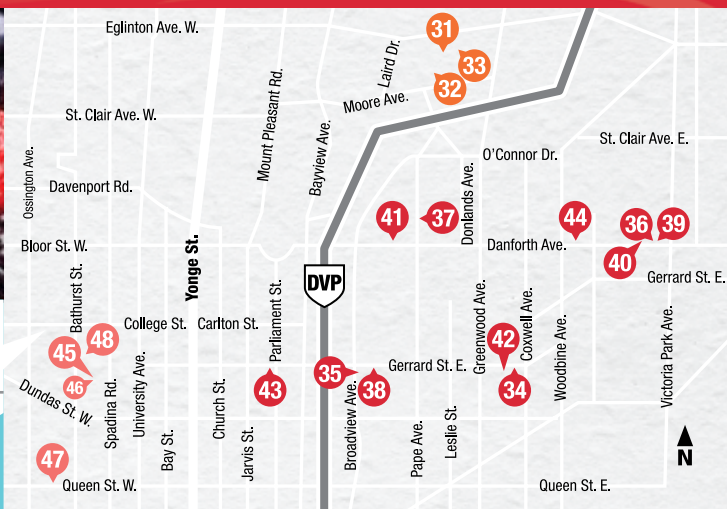 Eglinton Ave. W.
31
Laird Dr.
33
32
Mount Pleasant Rd.
Moore Ave.
St. Clair Ave. W.
Bayview Ave.
St. Clair Ave. E.
O'Connor Dr.
Ossington Ave.
Davenport Rd.
Donlands Ave.
41
37
44
36
39
Bloor St. W.
Yonge St.
Danforth Ave.
40
Gerrard St. E.
DVP
Bathurst St.
Parliament St.
Greenwood Ave.
Coxwell Ave.
Woodbine Ave.
Victoria Park Ave.
College St.
Carlton St.
48
45
42
46
35
Gerrard St. E.
43
38
34
Dundas St. W.
Spadina Rd.
University Ave.
Bay St.
Church St.
Jarvis St.
Broadview Ave.
Pape Ave.
Leslie St.
N
47
Queen St. W.
Queen St. E.